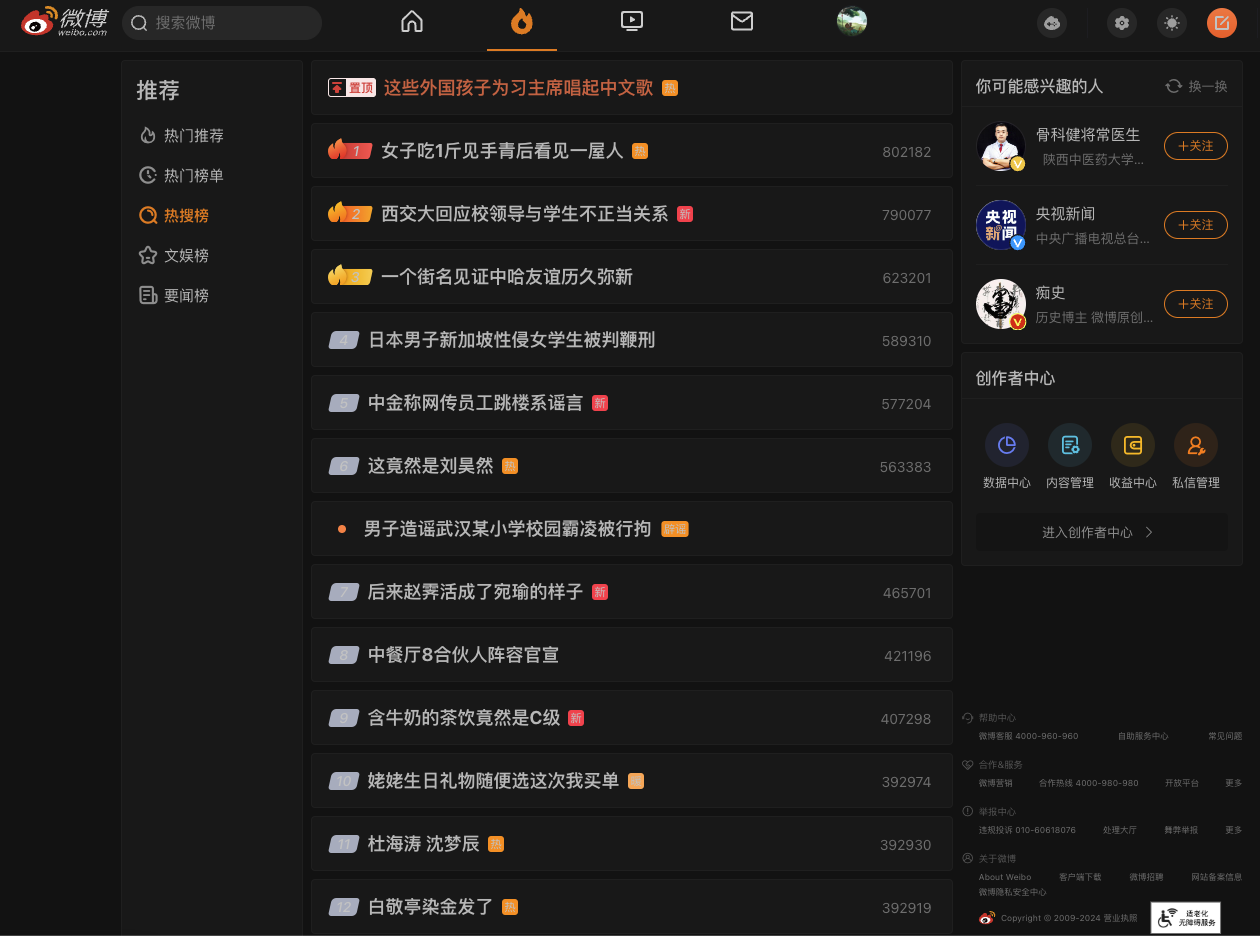 微博
weibo.com
搜索微博
推荐
热门推荐
热门榜单
热搜榜
文娱榜
要闻榜
置顶 这些外国孩子为习主席唱起中文歌 热
1 女子吃1斤见手青后看见一屋人 热 802182
2 西交大回应校领导与学生不正当关系 新 790077
3 一个街名见证中哈友谊历久弥新 623201
4 日本男子新加坡性侵女学生被判鞭刑 589310
5 中金称网传员工跳楼系谣言 新 577204
6 这竟然是刘昊然 热 563383
男子造谣武汉某小学校园霸凌被行拘 辟谣
7 后来赵霁活成了宛瑜的样子 新 465701
8 中餐厅8合伙人阵容官宣 421196
9 含牛奶的茶饮竟然是C级 新 407298
10 姥姥生日礼物随便选这次我买单 392974
11 杜海涛 沈梦辰 热 392930
12 白敬亭染金发了 热 392919
你可能感兴趣的人 换一换
骨科健将常医生
陕西中医药大学...
+关注
央视新闻
中央广播电视总台...
+关注
痴史
历史博主 微博原创...
+关注
创作者中心
数据中心 内容管理 收益中心 私信管理
进入创作者中心
帮助中心
微博客服 4000-960-960 自助服务中心 常见问题
合作&服务
微博营销 合作热线 4000-980-980 开放平台 更多
举报中心
违规投诉 010-60618076 处理大厅 舞弊举报 更多
关于微博
About Weibo 客户端下载 微博招聘 网站备案信息
微博隐私安全中心
Copyright © 2009-2024 营业执照
适老化
无障碍服务